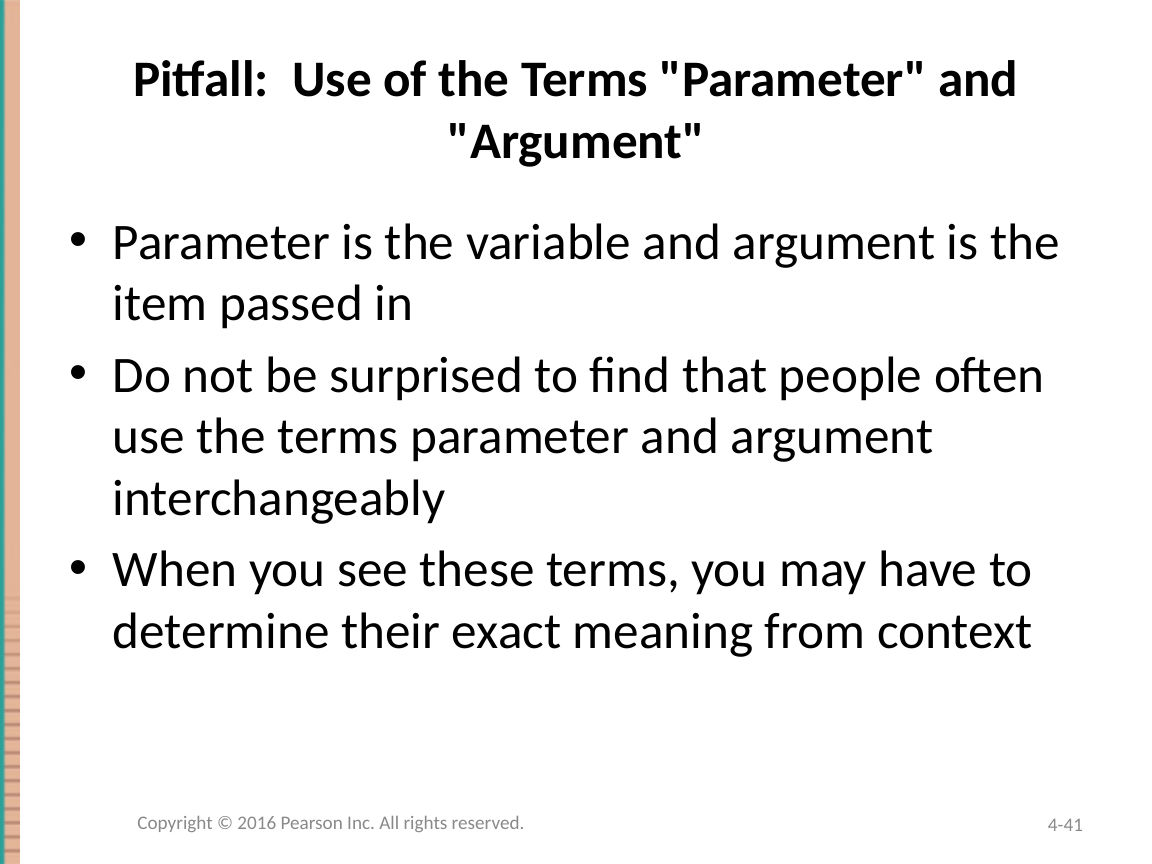 Pitfall:  Use of the Terms "Parameter" and
"Argument"
• Parameter is the variable and argument is the
item passed in
• Do not be surprised to find that people often
use the terms parameter and argument
interchangeably
• When you see these terms, you may have to
determine their exact meaning from context
Copyright © 2016 Pearson Inc. All rights reserved.
4-41